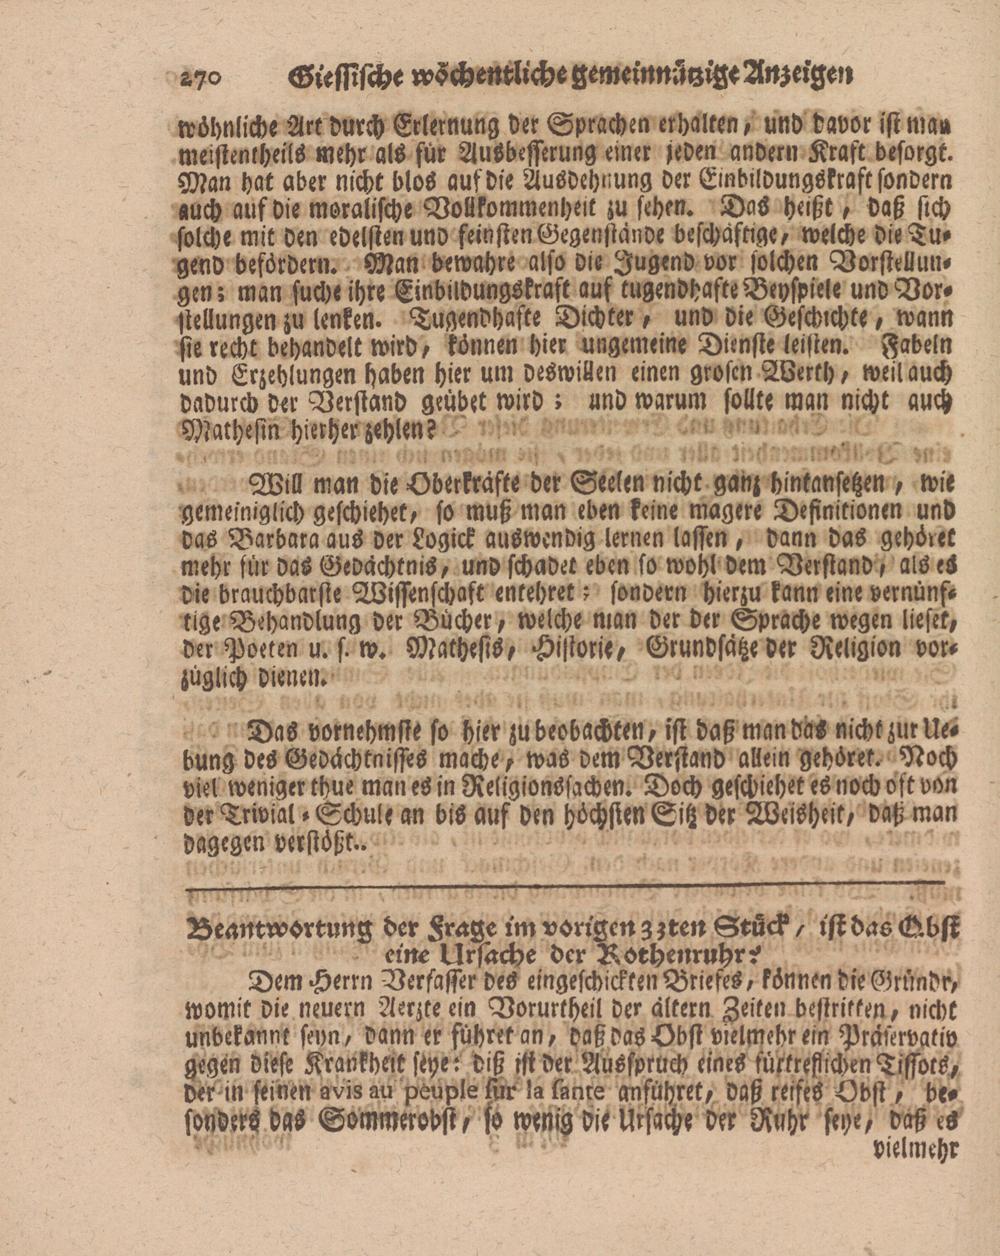 270 Giessische wöchentliche gemeinnützige Anzeigen
wöhnliche Art durch Erlernung der Sprachen erhalten, und davor ist man
meistentheils mehr als für Ausbesserung einer jeden andern Kraft besorgt.
Man hat aber nicht blos auf die Ausdehnung der Einbildungskraft sondern
auch auf die moralische Vollkommenheit zu sehen. Das heißt, daß sich
solche mit den edelsten und feinsten Gegenstände beschäftige, welche die Tu-
gend befördern. Man bewahre also die Jugend vor solchen Vorstellun-
gen; man suche ihre Einbildungskraft auf tugendhafte Beyspiele und Vor-
stellungen zu lenken. Tugendhafte Dichter, und die Geschichte, wann
sie recht behandelt wird, können hier ungemeine Dienste leisten. Fabeln
und Erzehlungen haben hier um deswillen einen grosen Werth, weil auch
dadurch der Verstand geübet wird; und warum sollte man nicht auch
Mathesin hierher zehlen?
Will man die Oberkräfte der Seelen nicht ganz hintansetzen, wie
gemeiniglich geschiehet, so muß man eben keine magere Definitionen und
das Barbara aus der Logick auswendig lernen lassen, dann das gehöret
mehr für das Gedächtnis, und schadet eben so wohl dem Verstand, als es
die brauchbarste Wissenschaft entehret; sondern hierzu kann eine vernünf-
tige Behandlung der Bücher, welche man der der Sprache wegen lieset,
der Poeten u. s. w. Mathesis, Historie, Grundsätze der Religion vor-
züglich dienen.
Das vornehmste so hier zu beobachten, ist daß man das nicht zur Ue-
bung des Gedächtnisses mache, was dem Verstand allein gehöret. Noch
viel weniger thue man es in Religionssachen. Doch geschiehet es noch oft von
der Trivial-Schule an bis auf den höchsten Sitz der Weisheit, daß man
dagegen verstößt..
Beantwortung der Frage im vorigen 33ten Stück, ist das Obst
eine Ursache der Rothenruhr?
Dem Herrn Verfasser des eingeschickten Briefes, können die Gründr,
womit die neuern Aerzte ein Vorurtheil der ältern Zeiten bestritten, nicht
unbekannt seyn, dann er führet an, daß das Obst vielmehr ein Präservativ
gegen diese Krankheit seye: diß ist der Ausspruch eines fürtreflichen Tissots,
der in seinen avis au peuple sur la sante anführet, daß reifes Obst, be-
sonders das Sommerobst, so wenig die Ursache der Ruhr seye, daß es
vielmehr